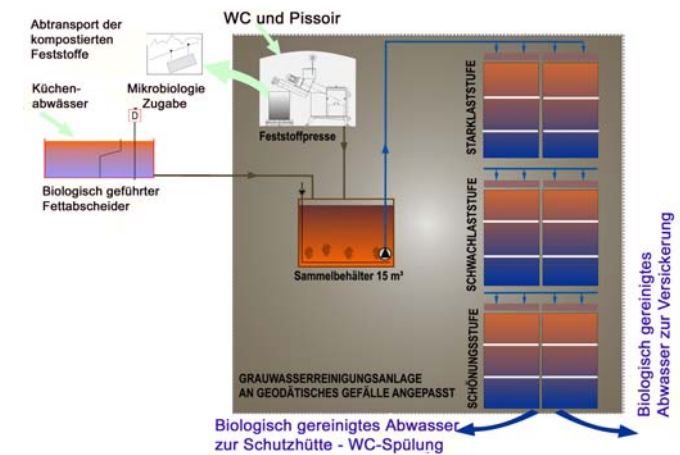 Abtransport der
kompostierten
Feststoffe
WC und Pissoir
Küchen-
abwässer
Mikrobiologie
Zugabe
D
Feststoffpresse
Biologisch geführter
Fettabscheider
Sammelbehälter 15 m³
STARKLASTSTUFE
SCHWACHLASTSTUFE
SCHÖNUNGSSTUFE
GRAUWASSERREINIGUNGSANLAGE
AN GEODÄTISCHES GEFÄLLE ANGEPASST
Biologisch gereinigtes Abwasser
zur Schutzhütte - WC-Spülung
Biologisch gereinigtes
Abwasser zur Versickerung